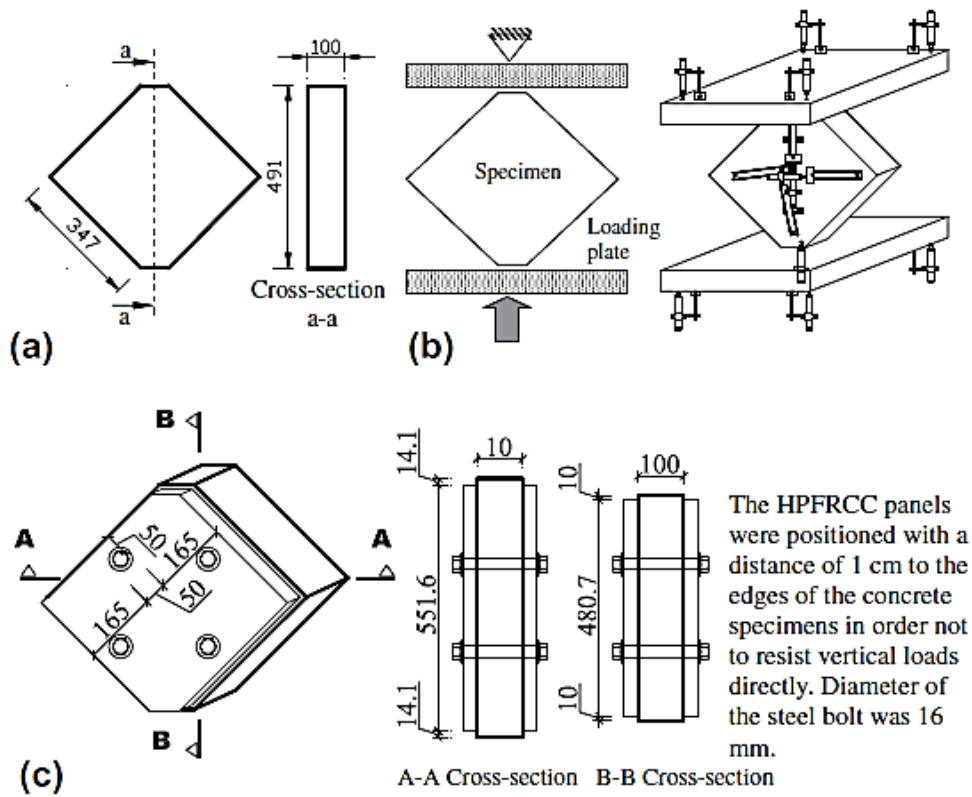 a
100
491
347
a
Cross-section
a-a
(a)
Specimen
Loading
plate
(b)
B
A
A
50
165
165
50
B
(c)
14.1
10
551.6
14.1
A-A Cross-section
10
100
480.7
10
B-B Cross-section
The HPFRCC panels
were positioned with a
distance of 1 cm to the
edges of the concrete
specimens in order not
to resist vertical loads
directly. Diameter of
the steel bolt was 16
mm.